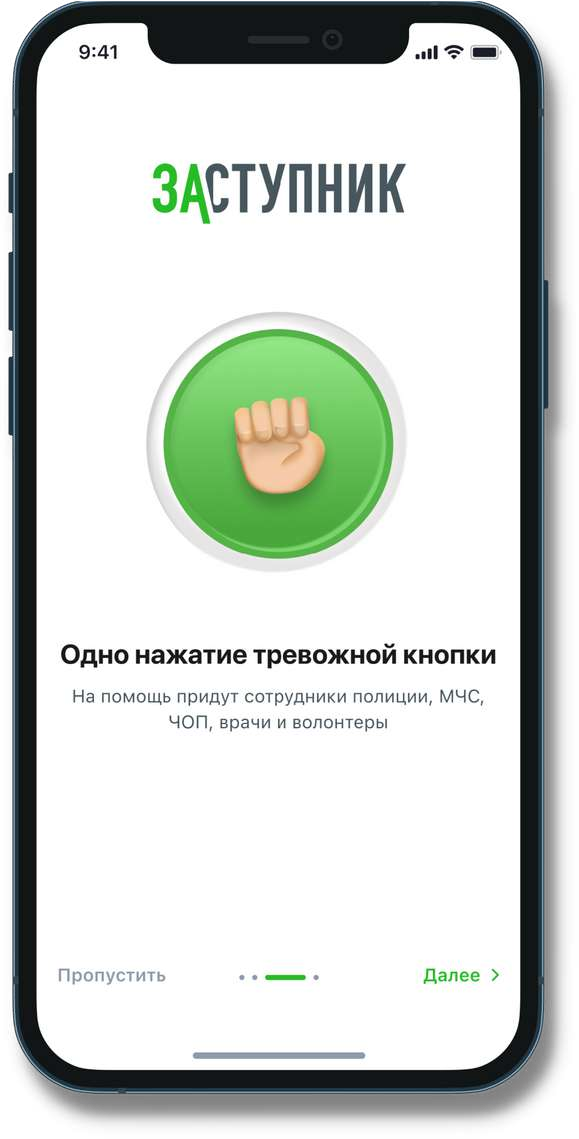 9:41
ЗАСТУПНИК
Одно нажатие тревожной кнопки
На помощь придут сотрудники полиции, МЧС,
ЧОП, врачи и волонтеры
Пропустить
Далее